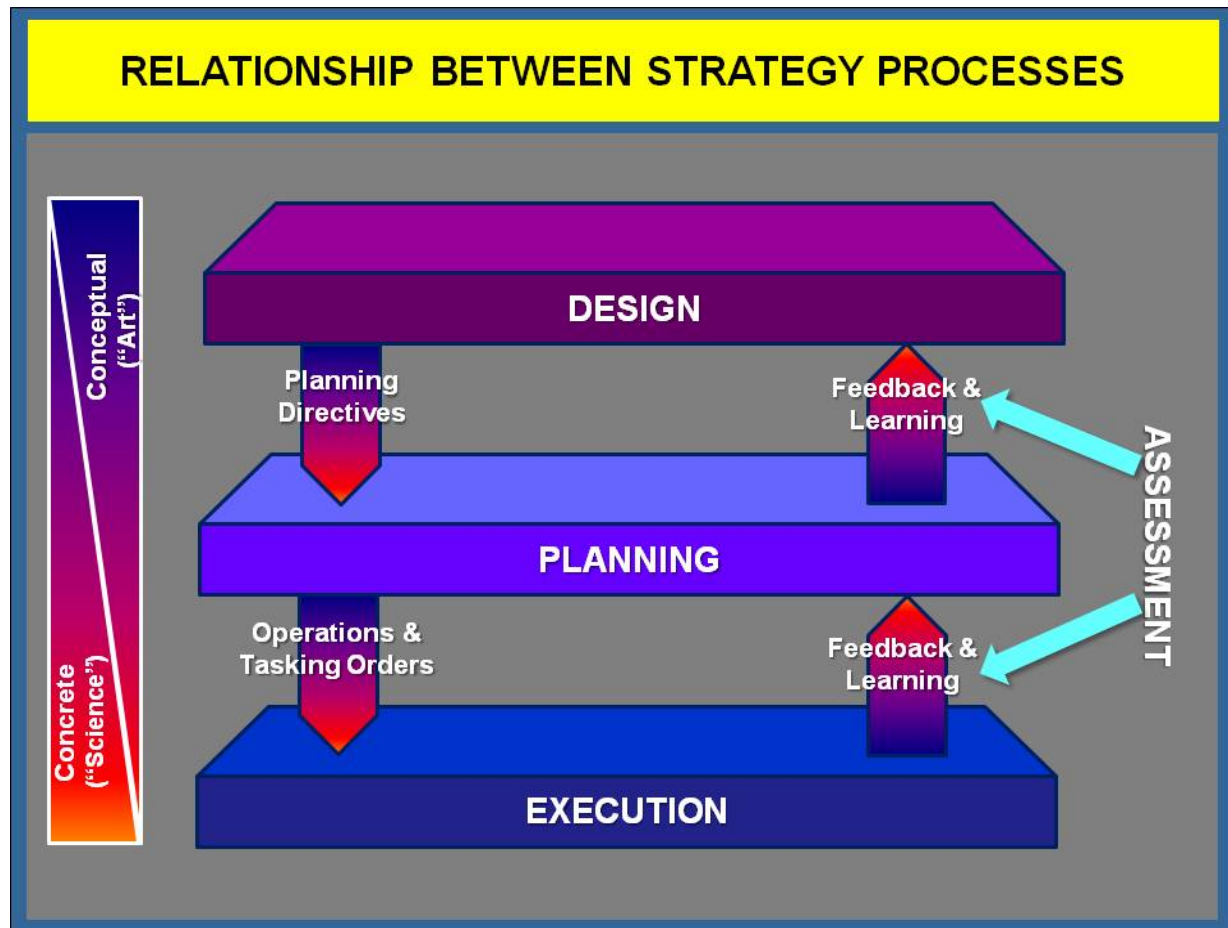 RELATIONSHIP BETWEEN STRATEGY PROCESSES
Conceptual
(“Art”)
Concrete
(“Science”)
DESIGN
Planning
Directives
Feedback &
Learning
PLANNING
Operations &
Tasking Orders
Feedback &
Learning
EXECUTION
ASSESSMENT